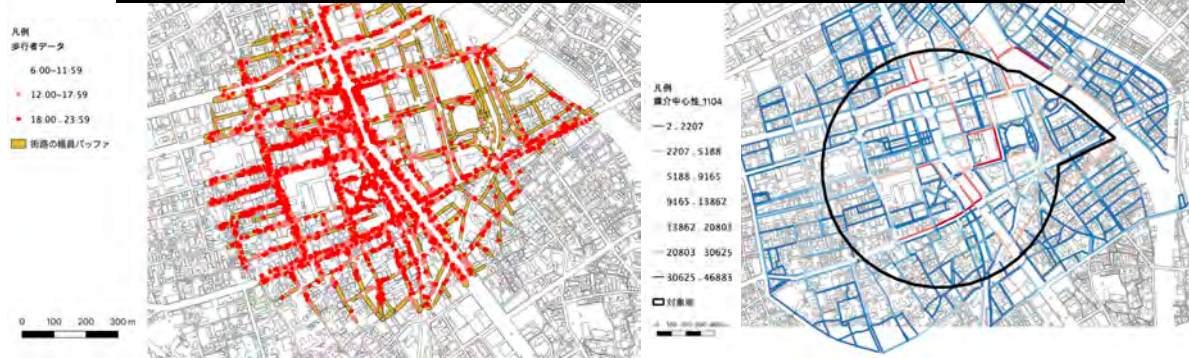 凡例
歩行者データ
6:00~11:59
12:00~17:59
18:00~23:59
街路の幅員バッファ
0 100 200 300 m
凡例
媒介中心性_1104
2 - 2207
2207 - 5188
5188 - 9165
9165 - 13862
13862 - 20803
20803 - 30625
30625 - 46883
対象地